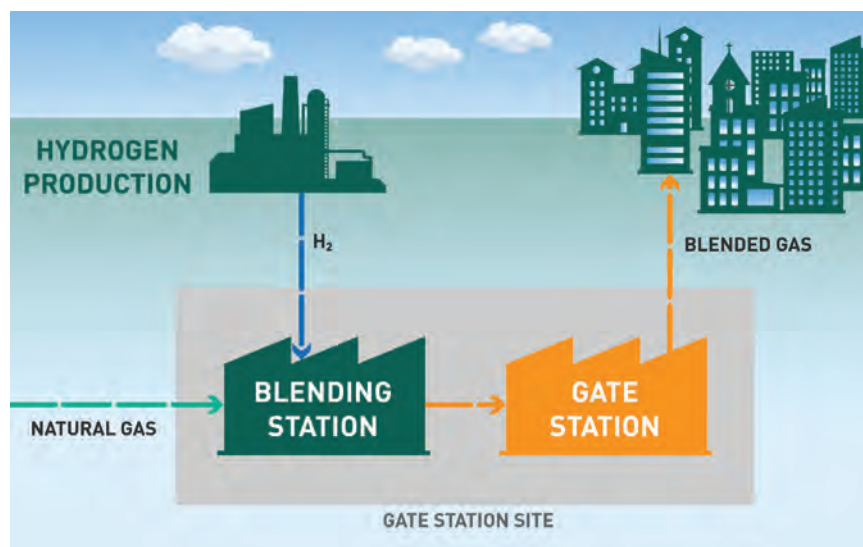 HYDROGEN
PRODUCTION
H₂
BLENDED GAS
BLENDING
STATION
GATE
STATION
NATURAL GAS
GATE STATION SITE